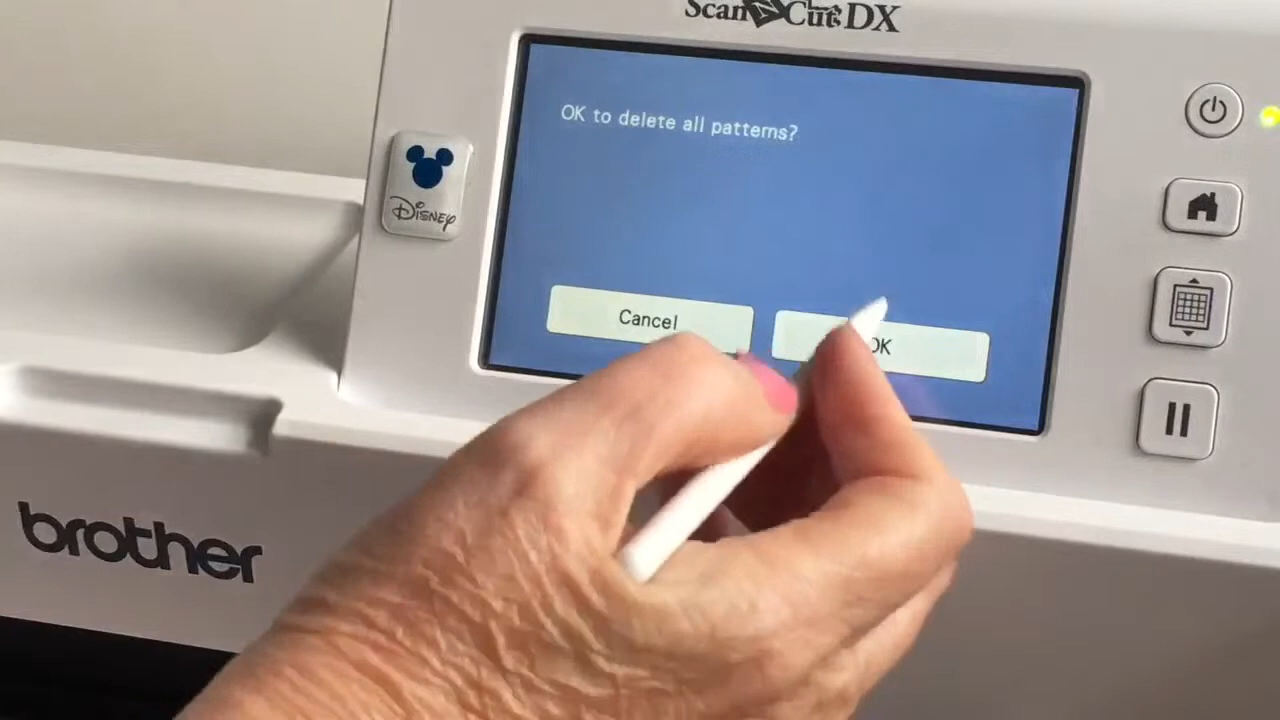 ScanNCut DX
OK to delete all patterns?
DISNEY
Cancel
OK
brother